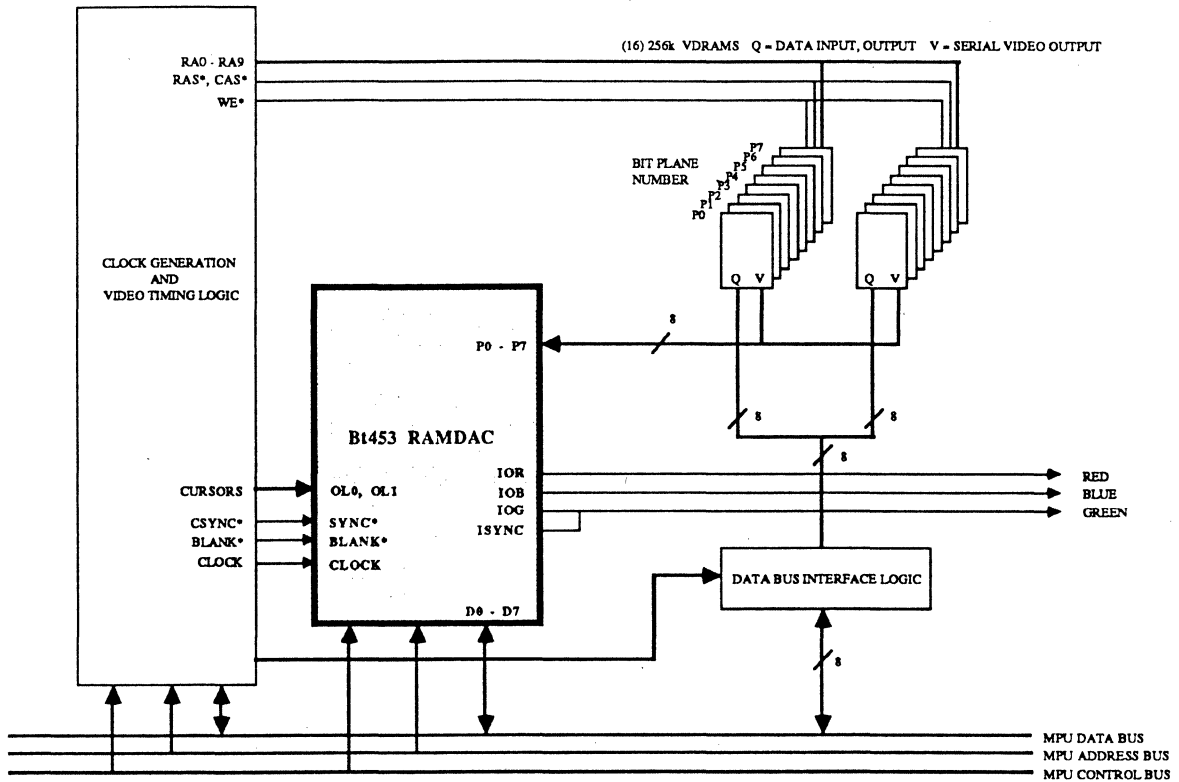 (16) 256k VDRAMS Q = DATA INPUT, OUTPUT V = SERIAL VIDEO OUTPUT
RA0 - RA9
RAS*, CAS*
WE*
BIT PLANE
NUMBER
P7
P6
P5
P4
P3
P2
P1
P0
Q V
Q V
CLOCK GENERATION
AND
VIDEO TIMING LOGIC
8
P0 - P7
8
8
Bt453 RAMDAC
8
IOR
RED
CURSORS
OL0, OL1
IOB
BLUE
IOG
GREEN
CSYNC*
SYNC*
ISYNC
BLANK*
BLANK*
CLOCK
CLOCK
DATA BUS INTERFACE LOGIC
D0 - D7
8
MPU DATA BUS
MPU ADDRESS BUS
MPU CONTROL BUS